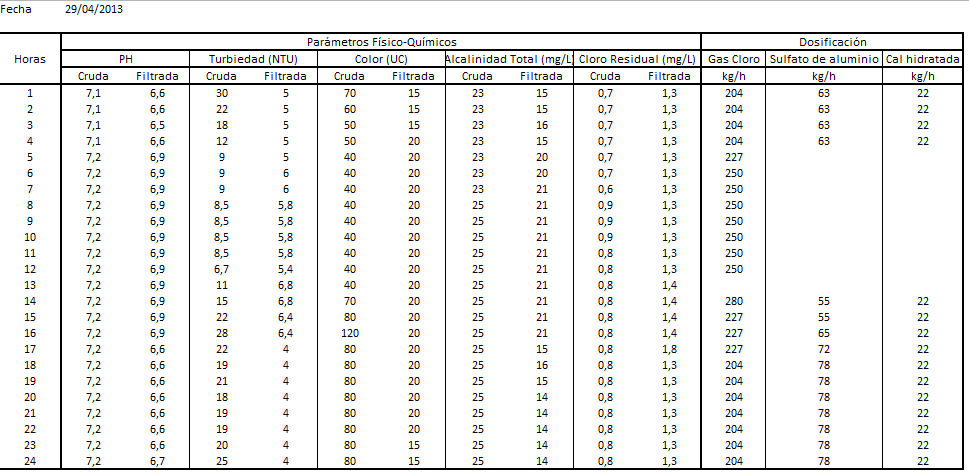 Fecha 29/04/2013
Parámetros Físico-Químicos Dosificación
Horas PH Turbiedad (NTU) Color (UC) Alcalinidad Total (mg/L) Cloro Residual (mg/L) Gas Cloro Sulfato de aluminio Cal hidratada
Cruda Filtrada Cruda Filtrada Cruda Filtrada Cruda Filtrada Cruda Filtrada kg/h kg/h kg/h
1 7,1 6,6 30 5 70 15 23 15 0,7 1,3 204 63 22
2 7,1 6,6 22 5 60 15 23 15 0,7 1,3 204 63 22
3 7,1 6,5 18 5 50 15 23 16 0,7 1,3 204 63 22
4 7,1 6,6 12 5 50 20 23 15 0,7 1,3 204 63 22
5 7,2 6,9 9 5 40 20 23 20 0,7 1,3 227
6 7,2 6,9 9 6 40 20 23 20 0,7 1,3 250
7 7,2 6,9 9 6 40 20 23 21 0,6 1,3 250
8 7,2 6,9 8,5 5,8 40 20 25 21 0,9 1,3 250
9 7,2 6,9 8,5 5,8 40 20 25 21 0,9 1,3 250
10 7,2 6,9 8,5 5,8 40 20 25 21 0,9 1,3 250
11 7,2 6,9 8,5 5,8 40 20 25 21 0,8 1,3 250
12 7,2 6,9 6,7 5,4 40 20 25 21 0,8 1,3 250
13 7,2 6,9 11 6,8 40 20 25 21 0,8 1,4
14 7,2 6,9 15 6,8 70 20 25 21 0,8 1,4 280 55 22
15 7,2 6,9 22 6,4 80 20 25 21 0,8 1,4 227 55 22
16 7,2 6,9 28 6,4 120 20 25 21 0,8 1,4 227 65 22
17 7,2 6,6 22 4 80 20 25 15 0,8 1,8 227 72 22
18 7,2 6,6 19 4 80 20 25 16 0,8 1,3 204 78 22
19 7,2 6,6 21 4 80 20 25 15 0,8 1,3 204 78 22
20 7,2 6,6 18 4 80 20 25 14 0,8 1,3 204 78 22
21 7,2 6,6 19 4 80 20 25 14 0,8 1,3 204 78 22
22 7,2 6,6 19 4 80 20 25 14 0,8 1,3 204 78 22
23 7,2 6,6 20 4 80 15 25 14 0,8 1,3 204 78 22
24 7,2 6,7 25 4 80 15 25 14 0,8 1,3 204 78 22